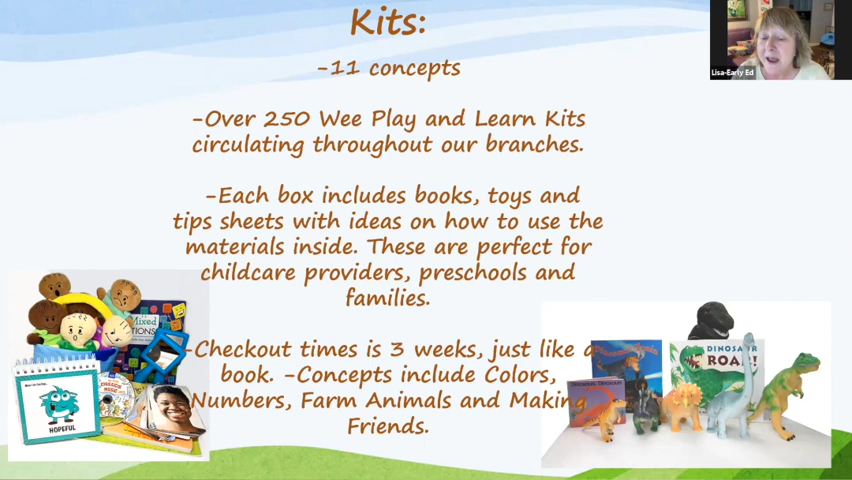 Kits:
-11 concepts
-Over 250 Wee Play and Learn Kits
circulating throughout our branches.
-Each box includes books, toys and
tips sheets with ideas on how to use the
materials inside. These are perfect for
childcare providers, preschools and
families.
-Checkout times is 3 weeks, just like a
book. -Concepts include Colors,
Numbers, Farm Animals and Making
Friends.
Lisa-Early Ed
HOPEFUL
DINOSAUR
ROAR!